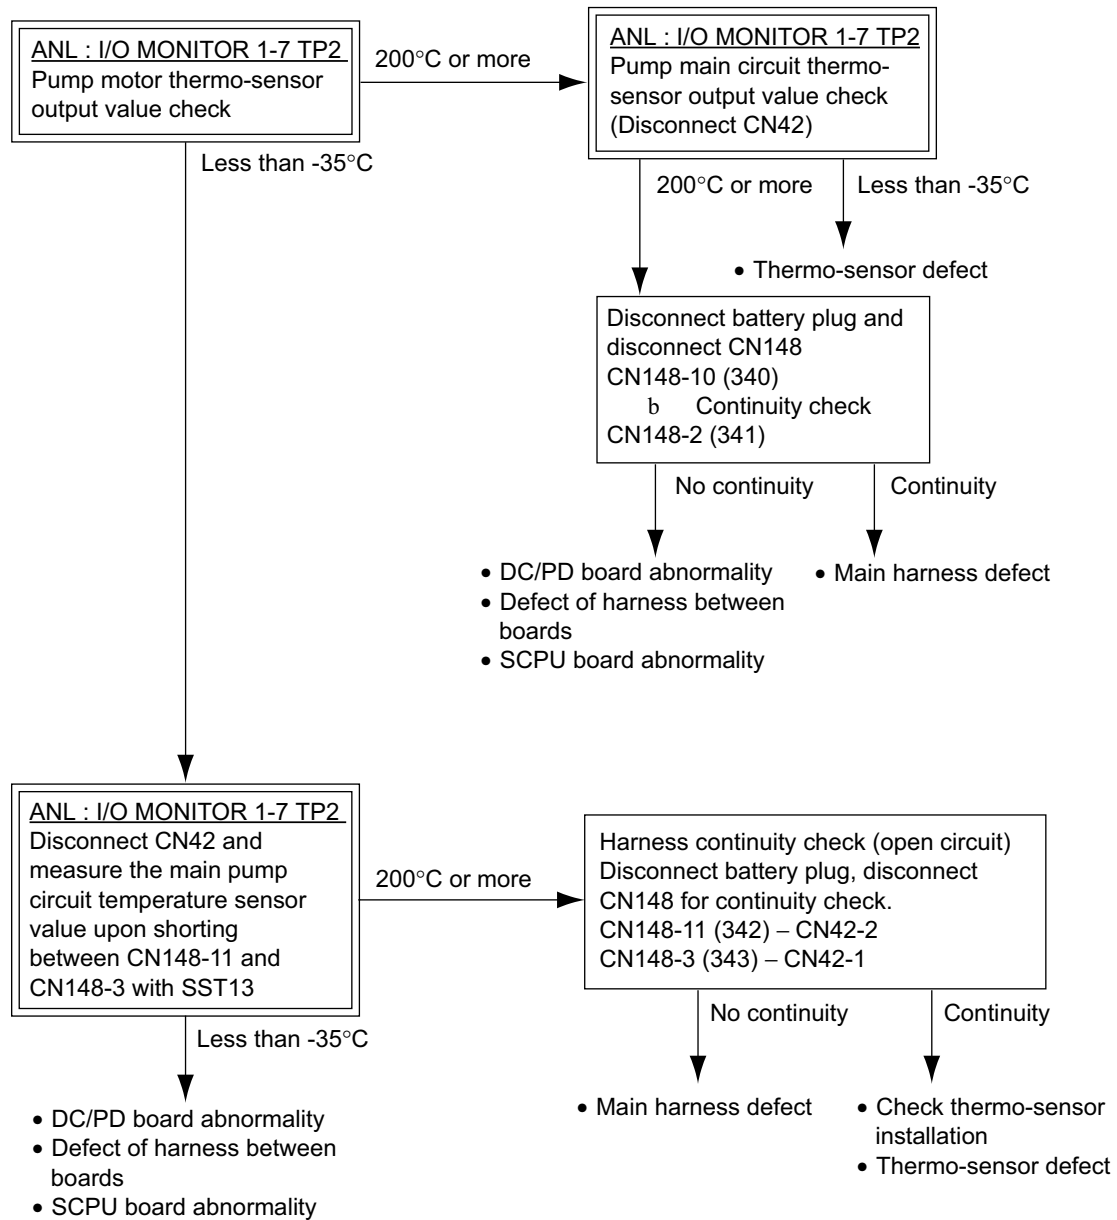 ANL : I/O MONITOR 1-7 TP2
Pump motor thermo-sensor
output value check
200°C or more
ANL : I/O MONITOR 1-7 TP2
Pump main circuit thermo-
sensor output value check
(Disconnect CN42)
Less than -35°C
200°C or more
Less than -35°C
• Thermo-sensor defect
Disconnect battery plug and
disconnect CN148
CN148-10 (340)
b Continuity check
CN148-2 (341)
No continuity
Continuity
• DC/PD board abnormality
• Defect of harness between
boards
• SCPU board abnormality
• Main harness defect
ANL : I/O MONITOR 1-7 TP2
Disconnect CN42 and
measure the main pump
circuit temperature sensor
value upon shorting
between CN148-11 and
CN148-3 with SST13
200°C or more
Harness continuity check (open circuit)
Disconnect battery plug, disconnect
CN148 for continuity check.
CN148-11 (342) – CN42-2
CN148-3 (343) – CN42-1
Less than -35°C
No continuity
Continuity
• DC/PD board abnormality
• Defect of harness between
boards
• SCPU board abnormality
• Main harness defect
• Check thermo-sensor
installation
• Thermo-sensor defect